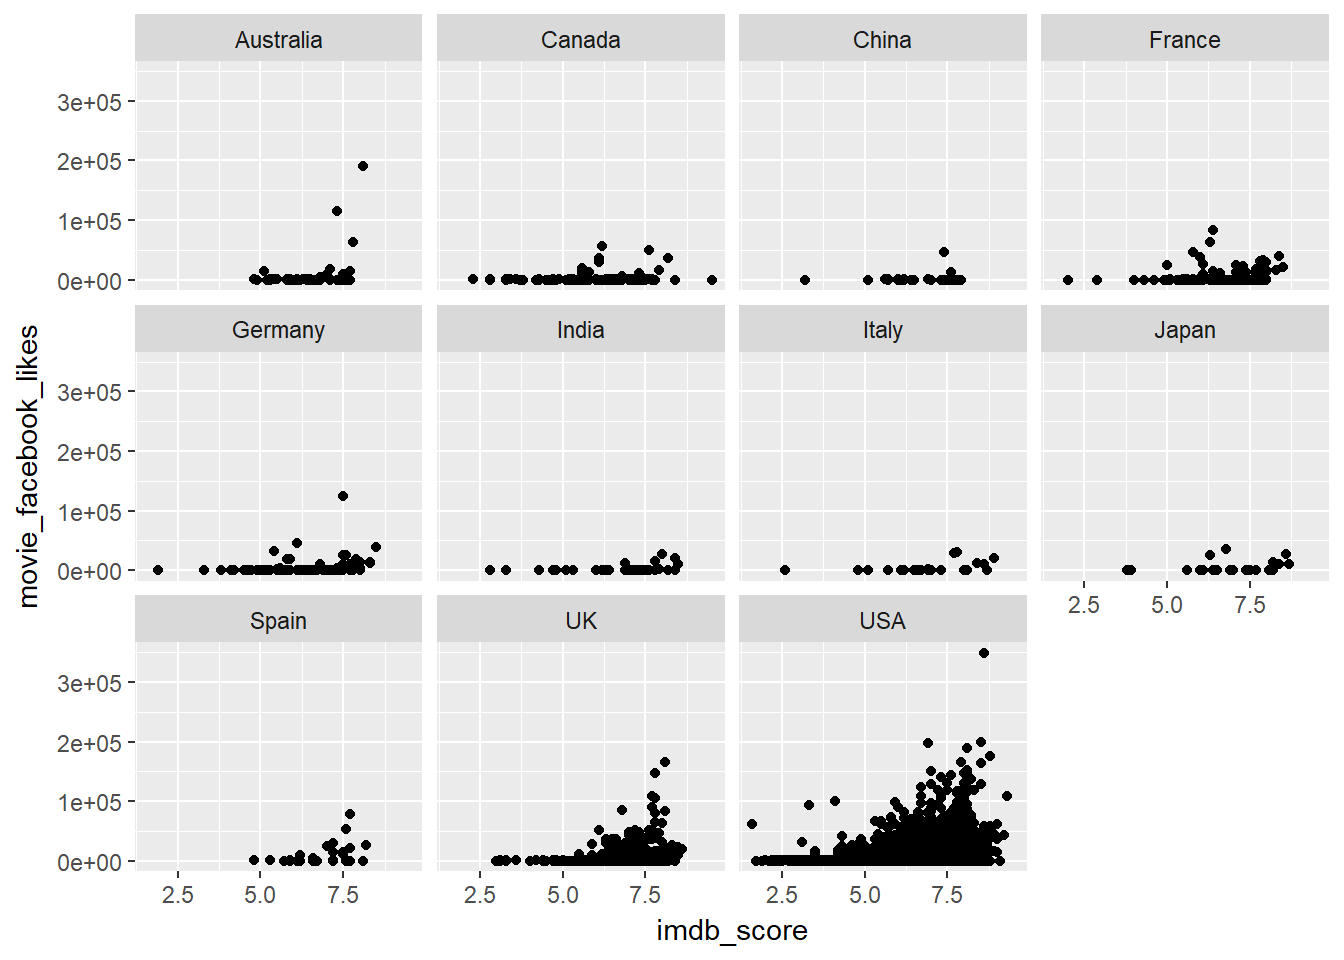 Australia Canada China France
3e+05
2e+05
1e+05
0e+00
Germany India Italy Japan
3e+05
2e+05
1e+05
0e+00
2.5 5.0 7.5
Spain UK USA
3e+05
2e+05
1e+05
0e+00
2.5 5.0 7.5 2.5 5.0 7.5 2.5 5.0 7.5
imdb_score
movie_facebook_likes